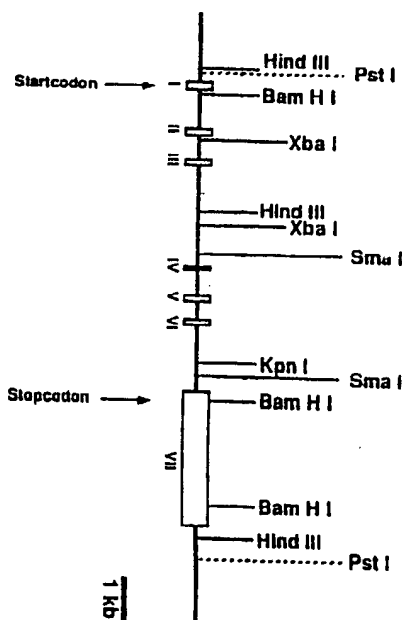 Hind III
Pst I
Startcodon
I
Bam H I
II
Xba I
III
Hind III
Xba I
Sma I
IV
V
VI
Kpn I
Sma I
Stopcodon
Bam H I
VII
Bam H I
Hind III
Pst I
1 kb